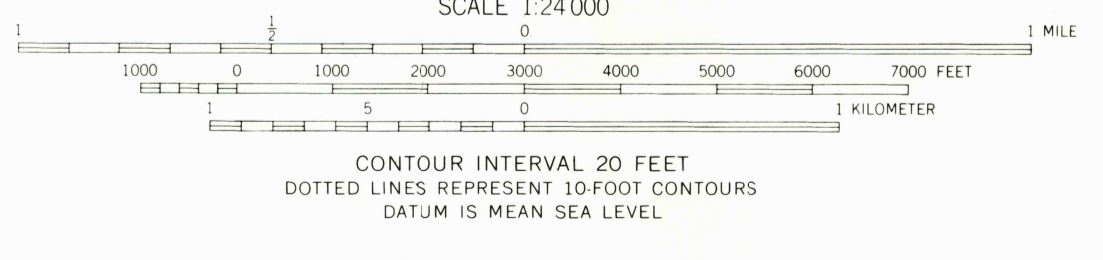 SCALE 1:24 000
1 1/2 0 1 MILE
1000 0 1000 2000 3000 4000 5000 6000 7000 FEET
1 5 0 1 KILOMETER
CONTOUR INTERVAL 20 FEET
DOTTED LINES REPRESENT 10-FOOT CONTOURS
DATUM IS MEAN SEA LEVEL